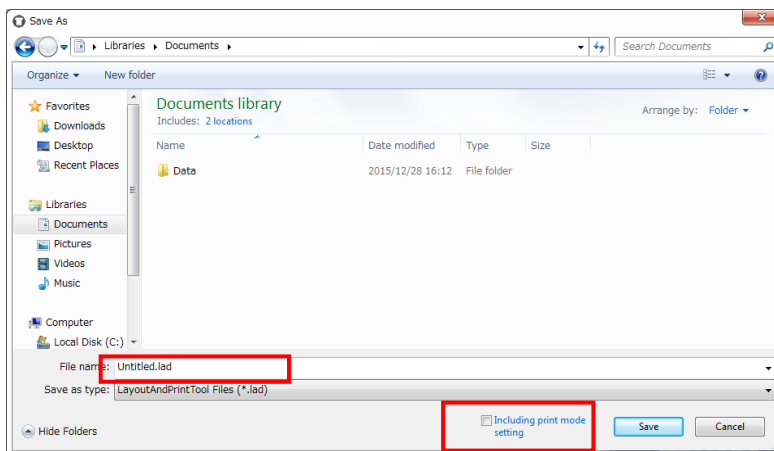 Save As
Libraries Documents
Search Documents
Organize New folder
Favorites
Downloads
Desktop
Recent Places
Libraries
Documents
Pictures
Videos
Music
Computer
Local Disk (C:)
Documents library
Includes: 2 locations
Arrange by: Folder
Name Date modified Type Size
Data 2015/12/28 16:12 File folder
File name: Untitled.lad
Save as type: LayoutAndPrintTool Files (*.lad)
Hide Folders
Including print mode
setting
Save Cancel